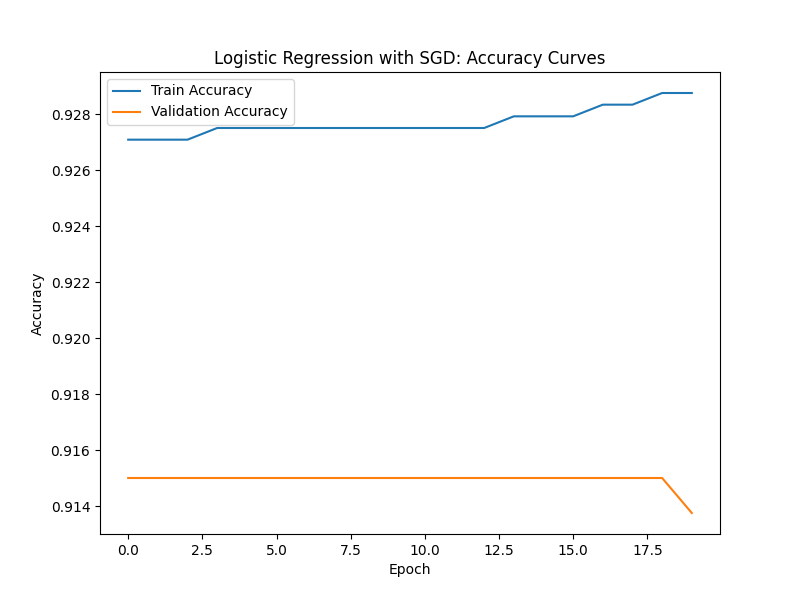 Logistic Regression with SGD: Accuracy Curves
Train Accuracy
Validation Accuracy
Accuracy
0.928
0.926
0.924
0.922
0.920
0.918
0.916
0.914
0.0 2.5 5.0 7.5 10.0 12.5 15.0 17.5
Epoch